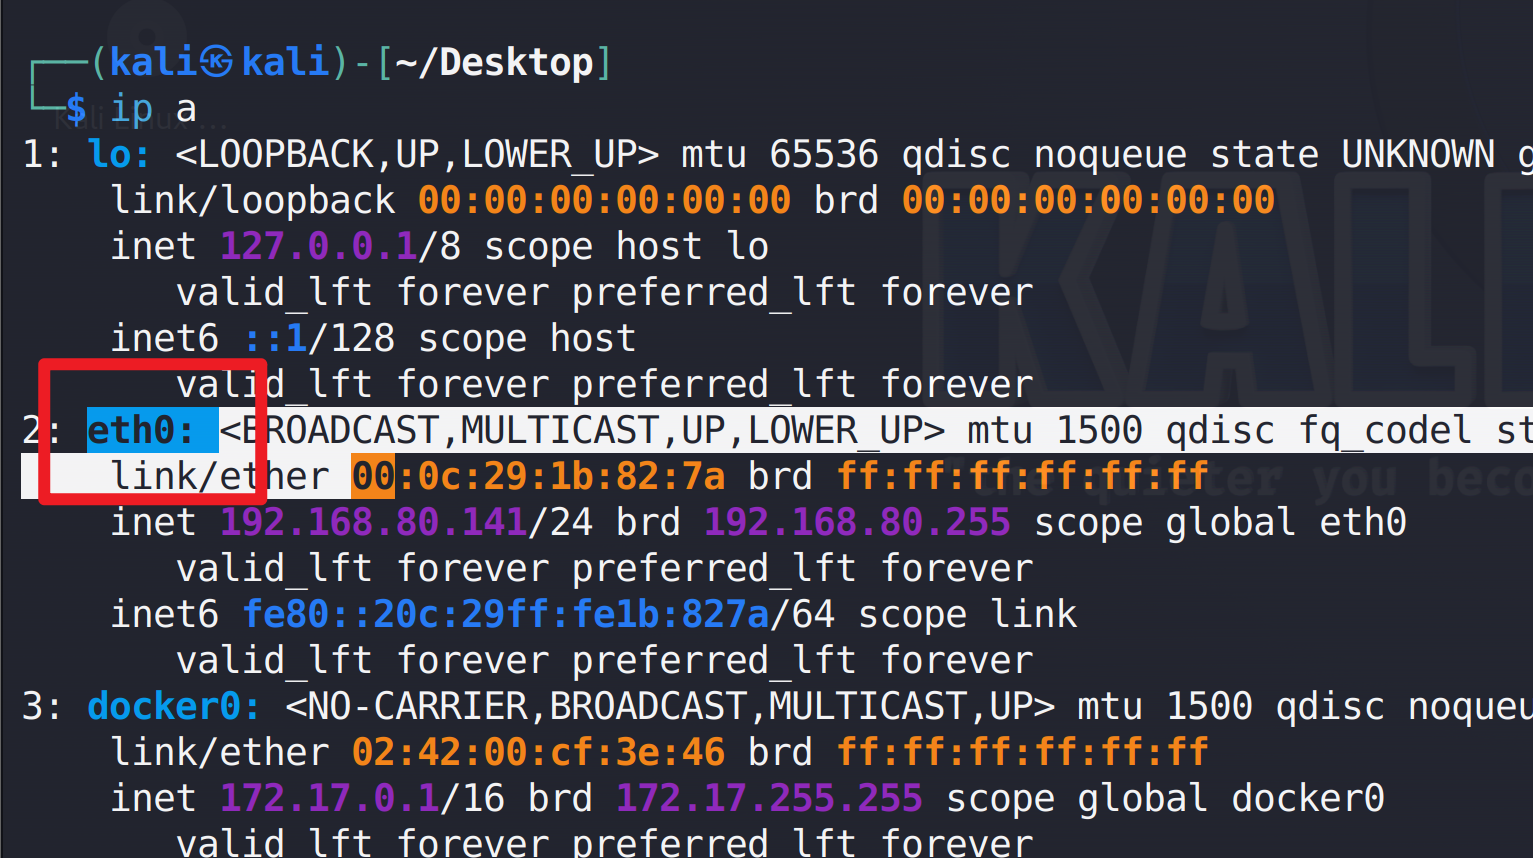 ┌──(kali㉿kali)-[~/Desktop]
└─$ ip a
Kali Linux ...
1: lo: <LOOPBACK,UP,LOWER_UP> mtu 65536 qdisc noqueue state UNKNOWN g
link/loopback 00:00:00:00:00:00 brd 00:00:00:00:00:00
inet 127.0.0.1/8 scope host lo
valid_lft forever preferred_lft forever
inet6 ::1/128 scope host
valid_lft forever preferred_lft forever
KALI
2: eth0: <BROADCAST,MULTICAST,UP,LOWER_UP> mtu 1500 qdisc fq_codel st
link/ether 00:0c:29:1b:82:7a brd ff:ff:ff:ff:ff:ff
the quieter you beco
inet 192.168.80.141/24 brd 192.168.80.255 scope global eth0
valid_lft forever preferred_lft forever
inet6 fe80::20c:29ff:fe1b:827a/64 scope link
valid_lft forever preferred_lft forever
3: docker0: <NO-CARRIER,BROADCAST,MULTICAST,UP> mtu 1500 qdisc noqueu
link/ether 02:42:00:cf:3e:46 brd ff:ff:ff:ff:ff:ff
inet 172.17.0.1/16 brd 172.17.255.255 scope global docker0
valid_lft forever preferred_lft forever